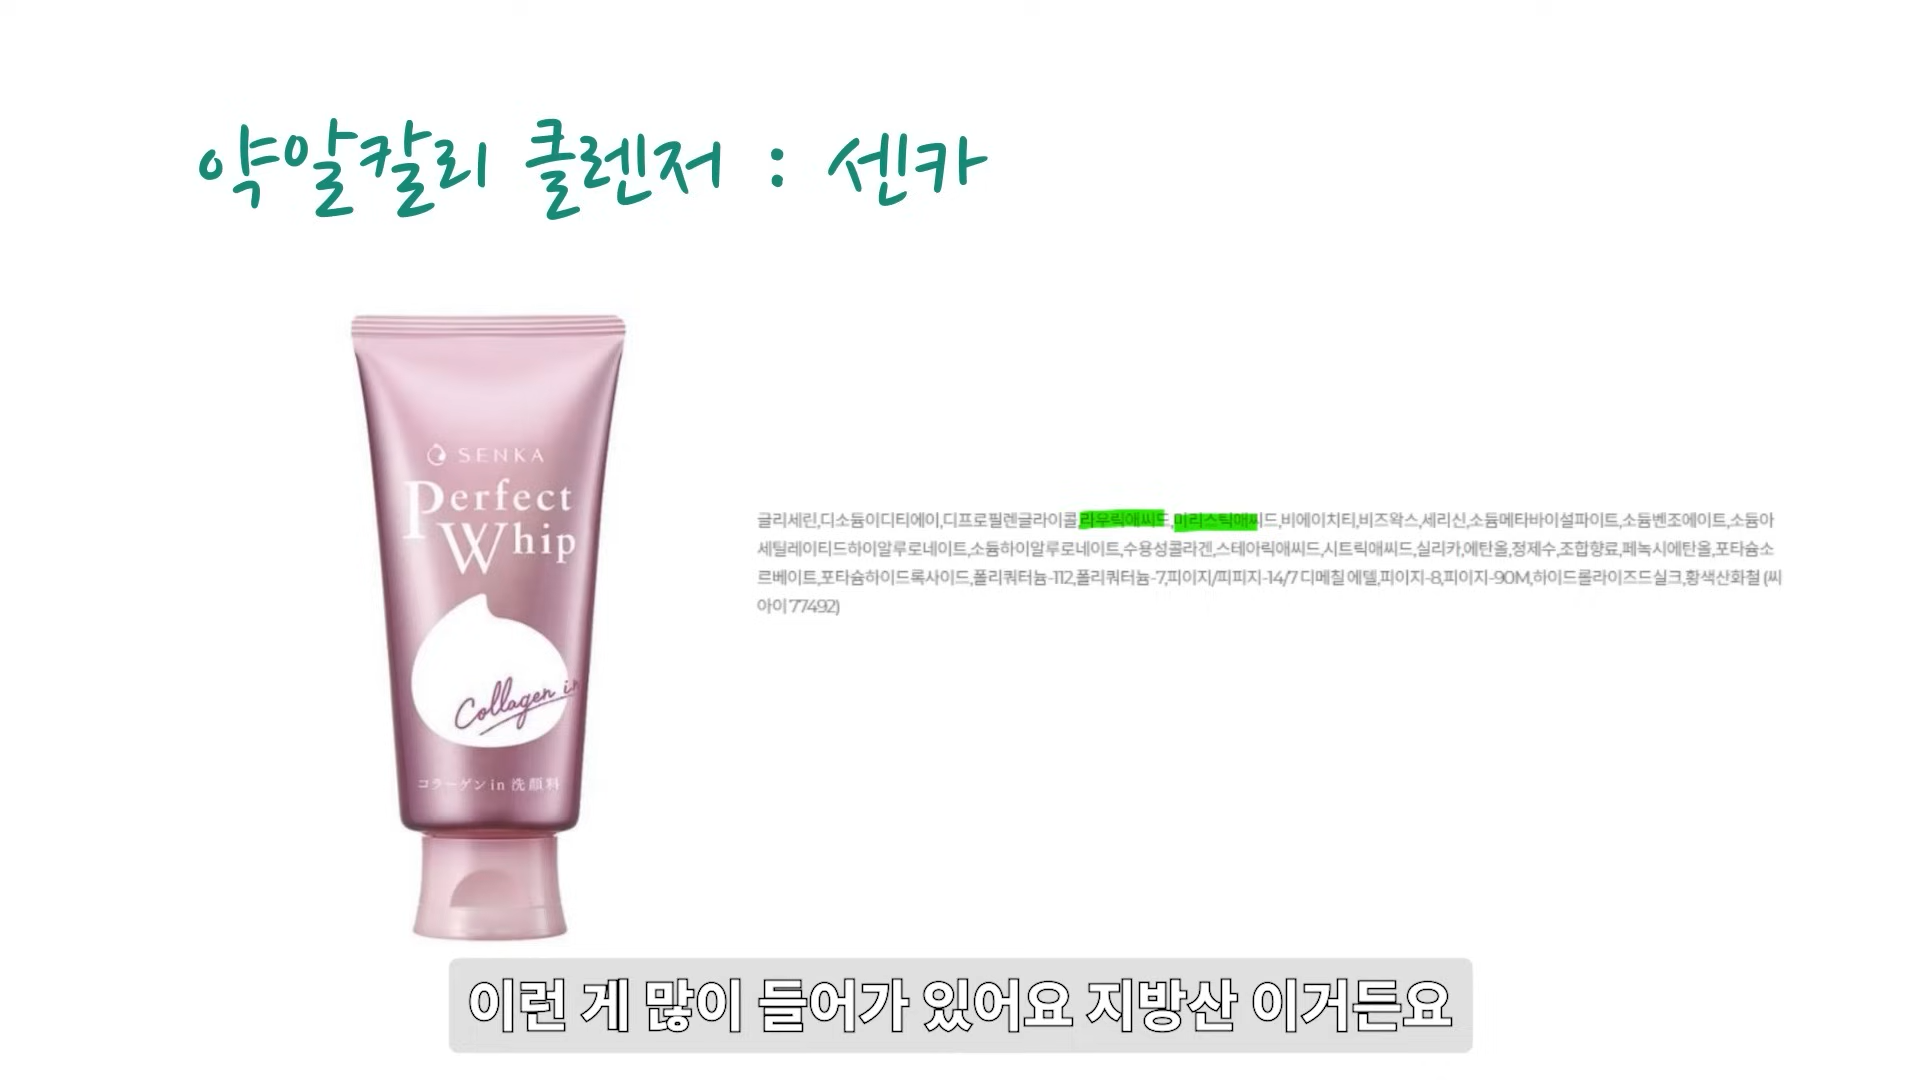 약알칼리 클렌저 : 센카
SENKA
Perfect
Whip
Collagen in
コラーゲン in 洗顔料
글리세린,디소듐이디티에이,디프로필렌글라이콜,라우릭애씨드,미리스틱애씨드,비에이치티,비즈왁스,세리신,소듐메타바이설파이트,소듐벤조에이트,소듐아
세틸레이티드하이알루로네이트,소듐하이알루로네이트,수용성콜라겐,스테아릭애씨드,시트릭애씨드,실리카,에탄올,정제수,조합향료,페녹시에탄올,포타슘소
르베이트,포타슘하이드록사이드,폴리쿼터늄-112,폴리쿼터늄-7,피이지/피피지-14/7 디메칠 에텔,피이지-8,피이지-90M,하이드롤라이즈드실크,황색산화철 (씨
아이 77492)
이런 게 많이 들어가 있어요 지방산 이거든요